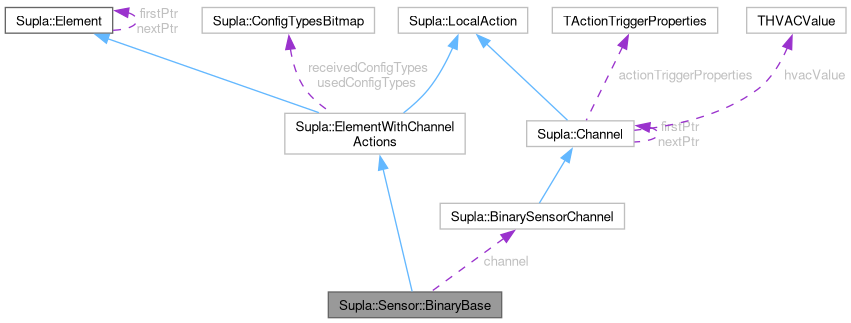 Supla::Element
firstPtr
nextPtr
Supla::ConfigTypesBitmap
Supla::LocalAction
TActionTriggerProperties
THVACValue
receivedConfigTypes
usedConfigTypes
actionTriggerProperties
hvacValue
Supla::ElementWithChannel
Actions
Supla::Channel
firstPtr
nextPtr
Supla::BinarySensorChannel
channel
Supla::Sensor::BinaryBase